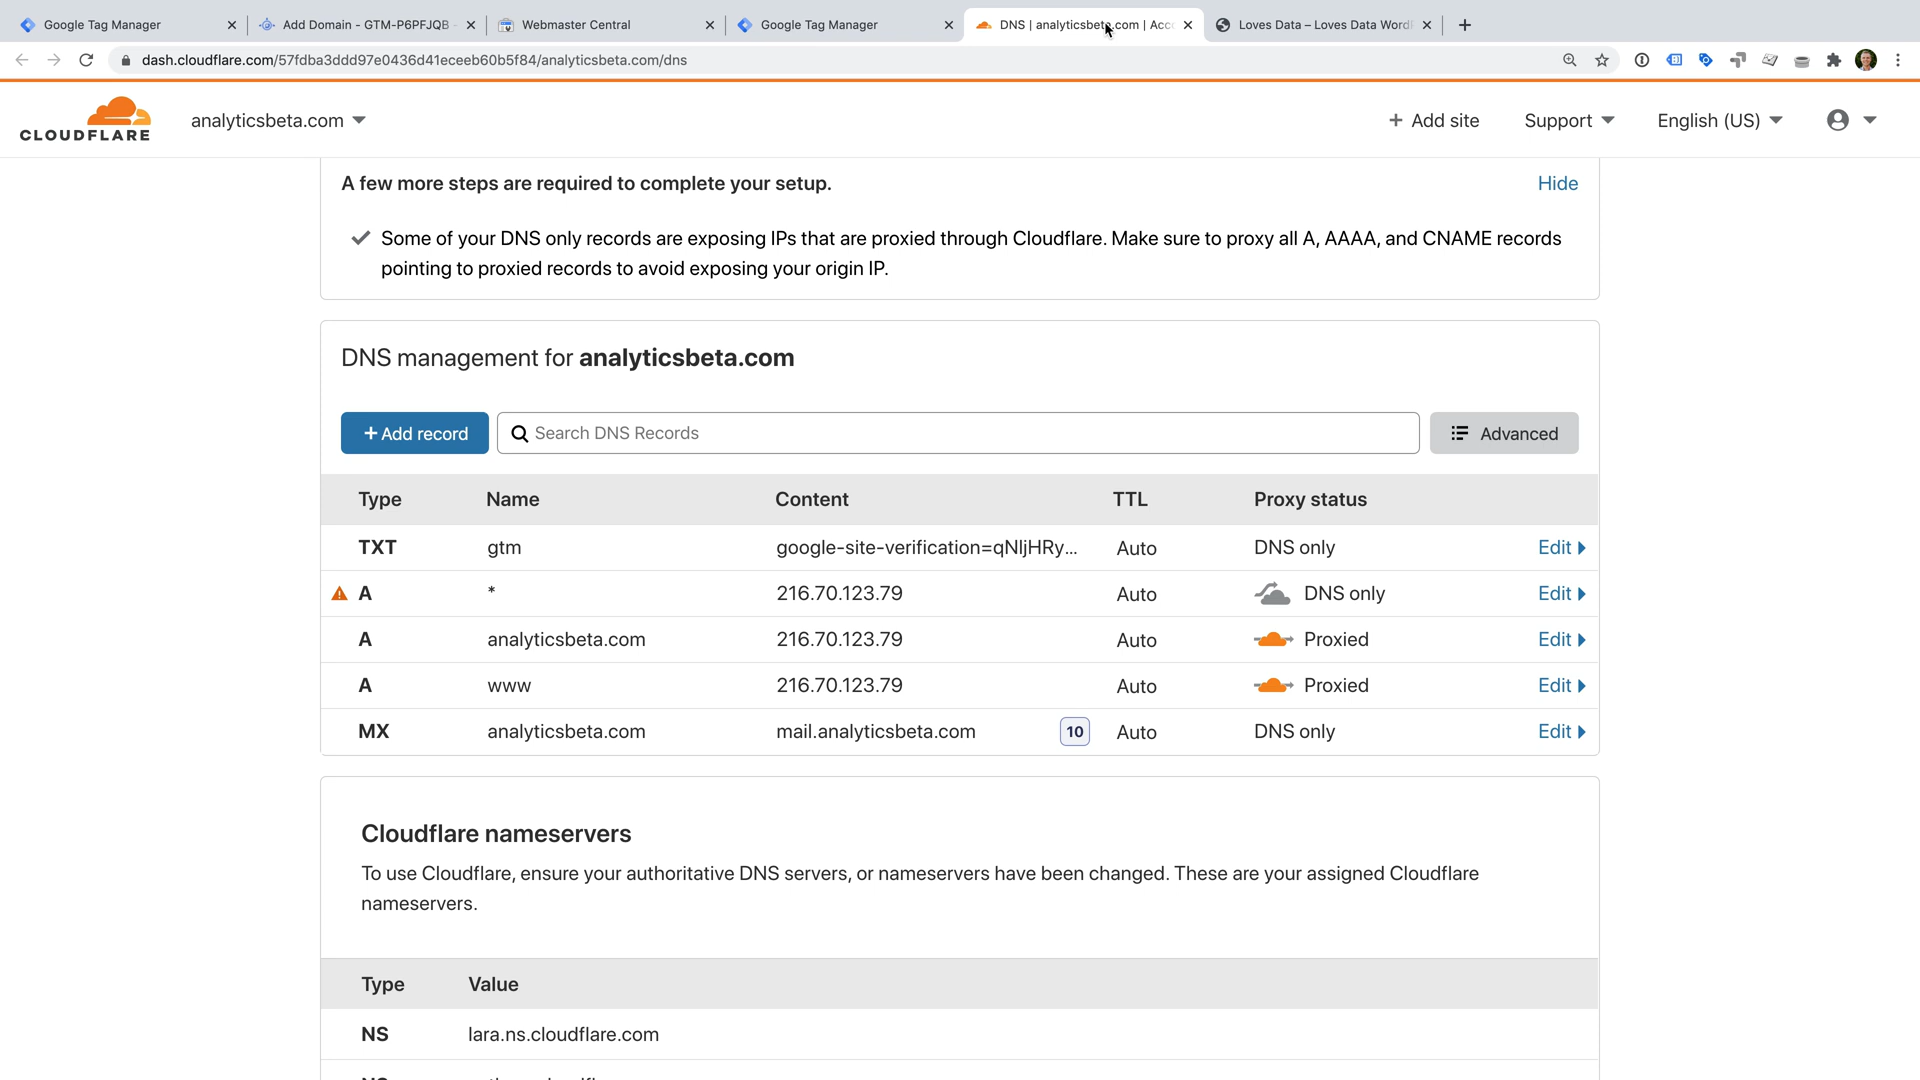 Google Tag Manager
Add Domain - GTM-P6PFJQB -
Webmaster Central
Google Tag Manager
DNS | analyticsbeta.com | Acc
Loves Data – Loves Data Word
dash.cloudflare.com/57fdba3ddd97e0436d41eceeb60b5f84/analyticsbeta.com/dns
CLOUDFLARE
analyticsbeta.com
+ Add site
Support
English (US)
A few more steps are required to complete your setup.
Hide
Some of your DNS only records are exposing IPs that are proxied through Cloudflare. Make sure to proxy all A, AAAA, and CNAME records
pointing to proxied records to avoid exposing your origin IP.
DNS management for analyticsbeta.com
+ Add record
Search DNS Records
Advanced
Type Name Content TTL Proxy status
TXT gtm google-site-verification=qNljHRy... Auto DNS only Edit
A * 216.70.123.79 Auto DNS only Edit
A analyticsbeta.com 216.70.123.79 Auto Proxied Edit
A www 216.70.123.79 Auto Proxied Edit
MX analyticsbeta.com mail.analyticsbeta.com 10 Auto DNS only Edit
Cloudflare nameservers
To use Cloudflare, ensure your authoritative DNS servers, or nameservers have been changed. These are your assigned Cloudflare
nameservers.
Type Value
NS lara.ns.cloudflare.com